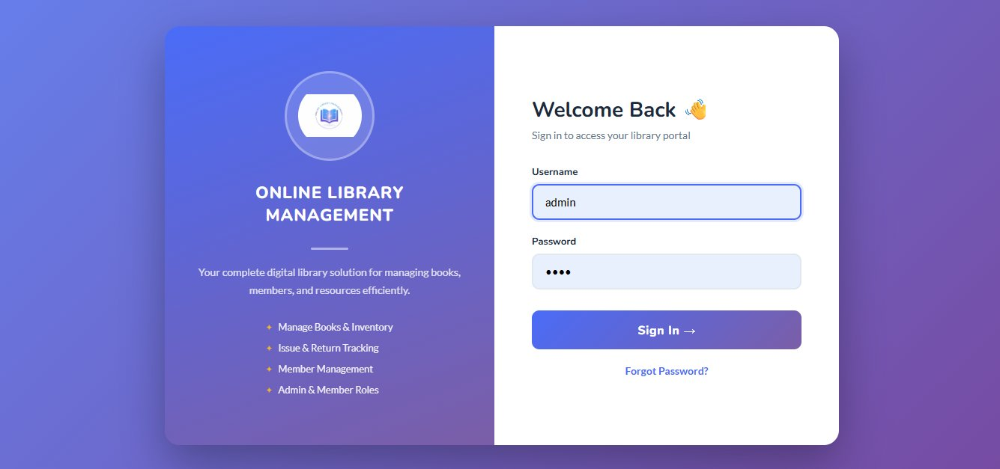 ONLINE LIBRARY
MANAGEMENT
Your complete digital library solution for managing books,
members, and resources efficiently.
✦ Manage Books & Inventory
✦ Issue & Return Tracking
✦ Member Management
✦ Admin & Member Roles
Welcome Back 👋
Sign in to access your library portal
Username
admin
Password
••••
Sign In →
Forgot Password?